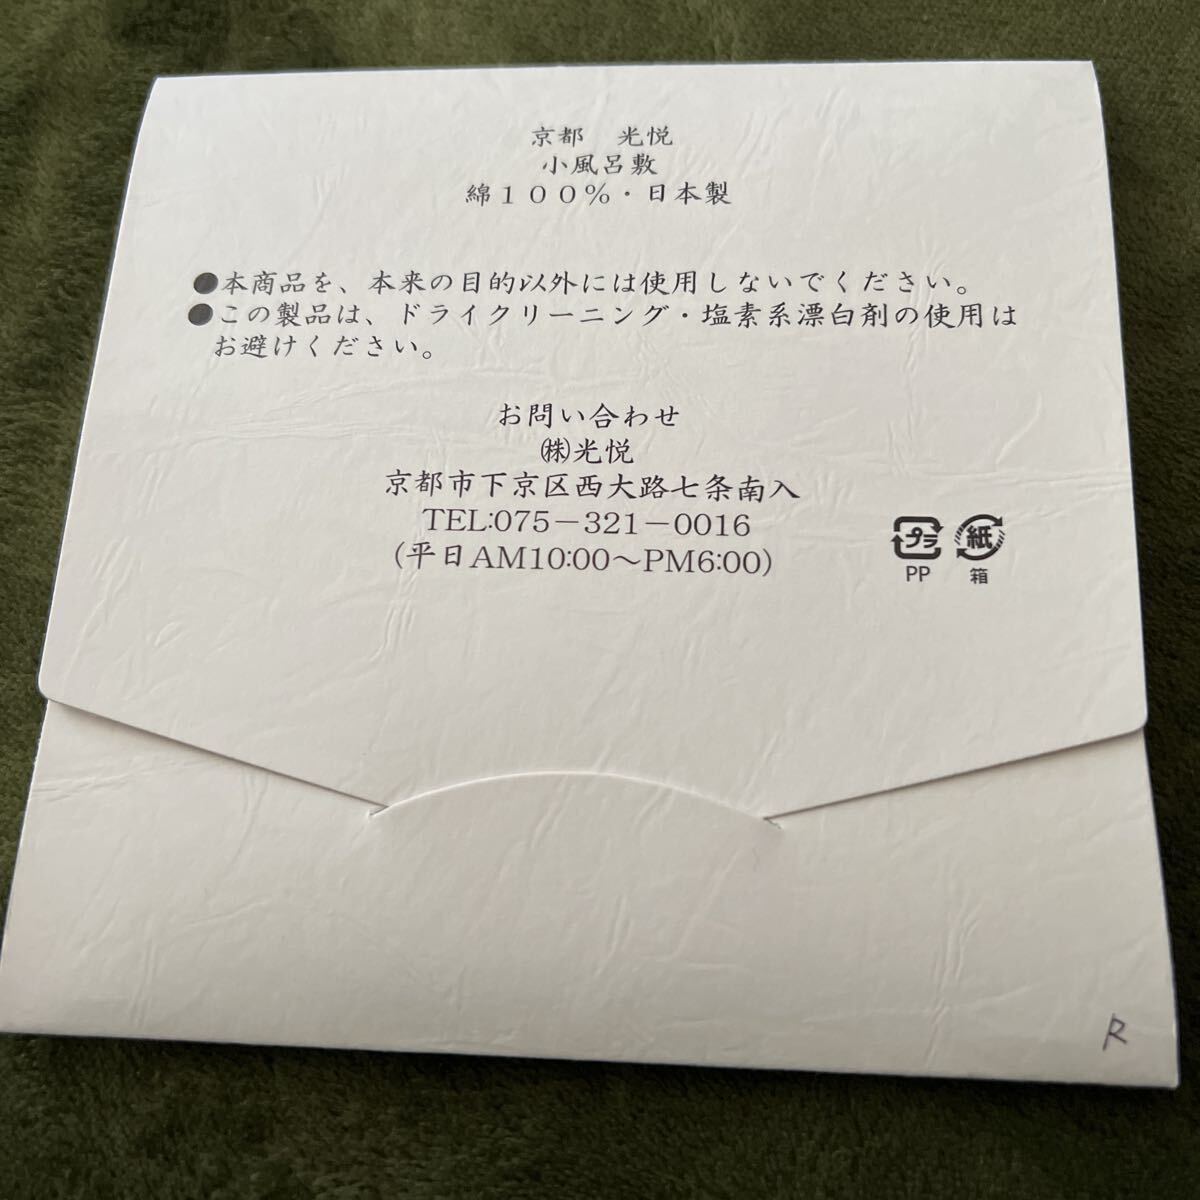 京都　光悦
小風呂敷
綿１００％・日本製
●本商品を、本来の目的以外には使用しないでください。
●この製品は、ドライクリーニング・塩素系漂白剤の使用は
お避けください。
お問い合わせ
㈱光悦
京都市下京区西大路七条南入
TEL:075－321－0016
(平日AM10:00～PM6:00)
プラ 紙
PP 箱
R